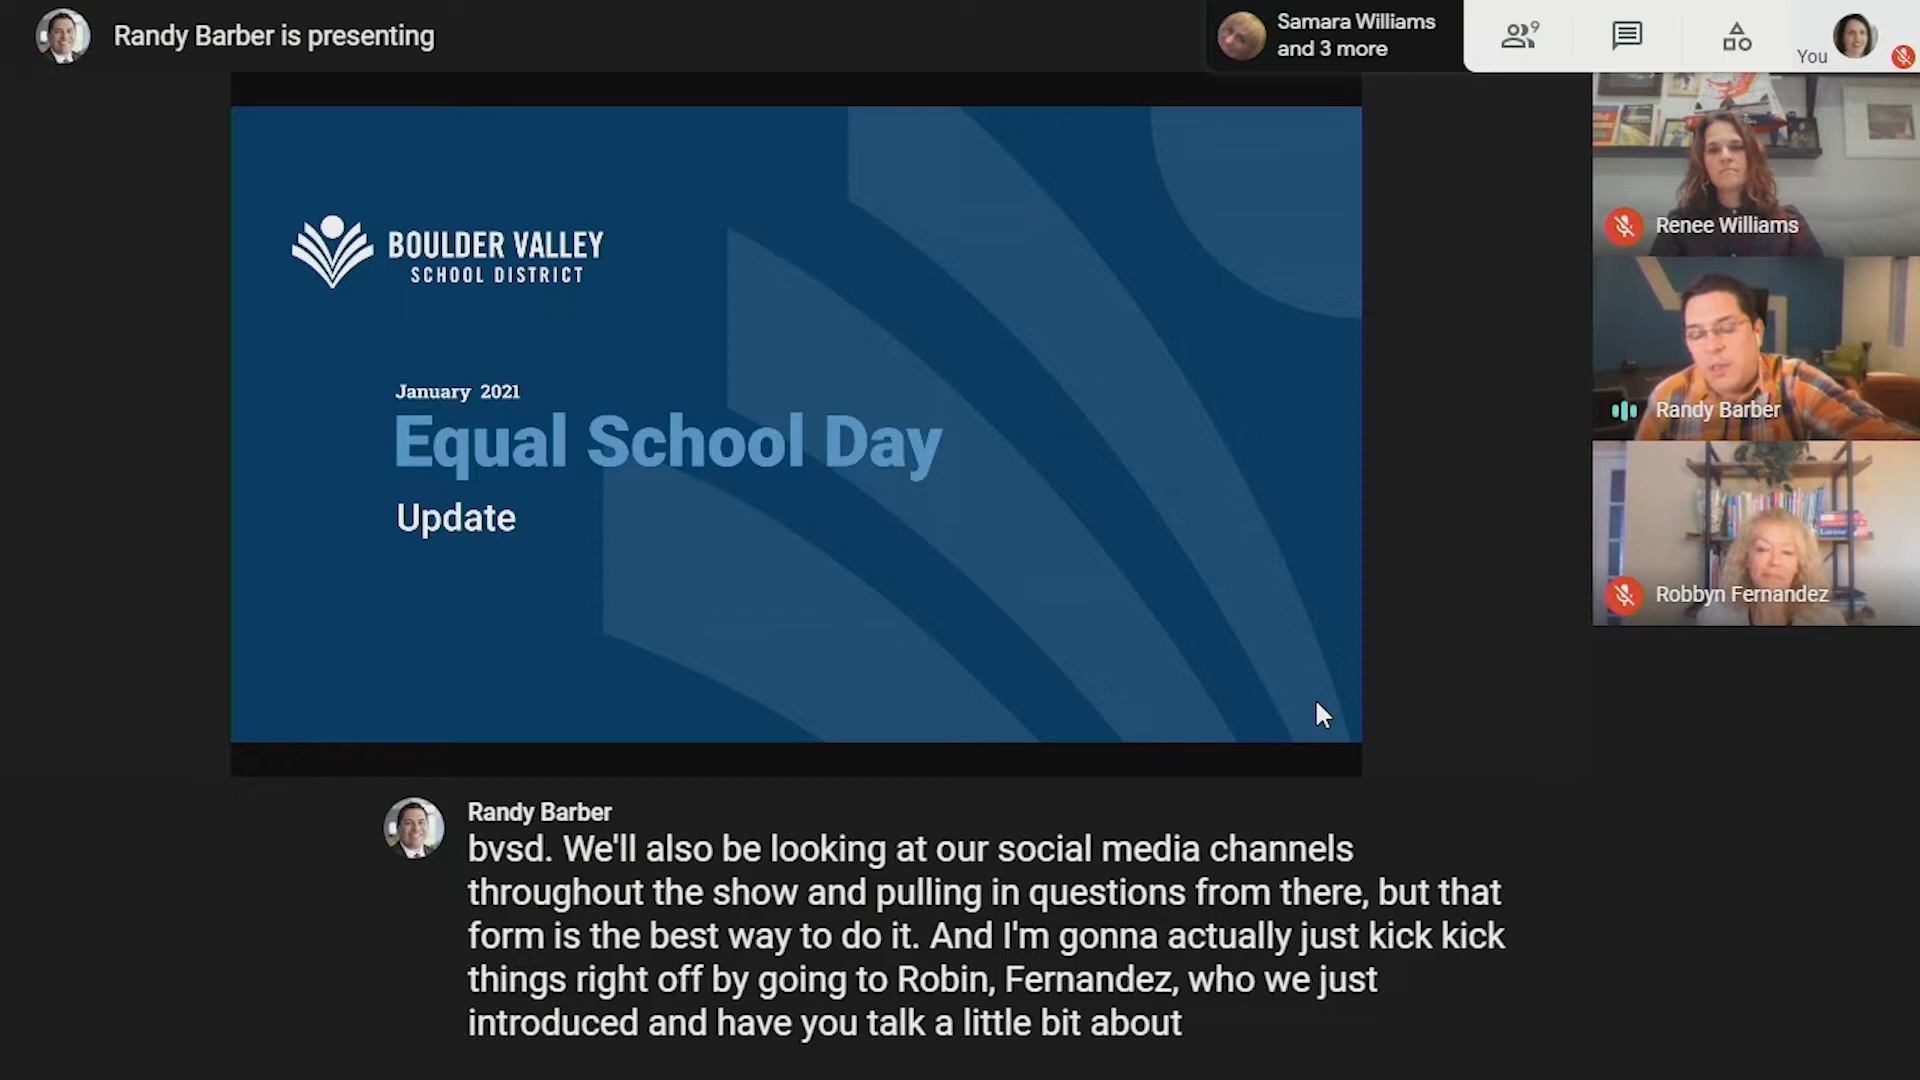 Randy Barber is presenting
Samara Williams
and 3 more
9
You
BOULDER VALLEY
SCHOOL DISTRICT
January 2021
Equal School Day
Update
Renee Williams
Randy Barber
Robbyn Fernandez
Randy Barber
bvsd. We'll also be looking at our social media channels
throughout the show and pulling in questions from there, but that
form is the best way to do it. And I'm gonna actually just kick kick
things right off by going to Robin, Fernandez, who we just
introduced and have you talk a little bit about